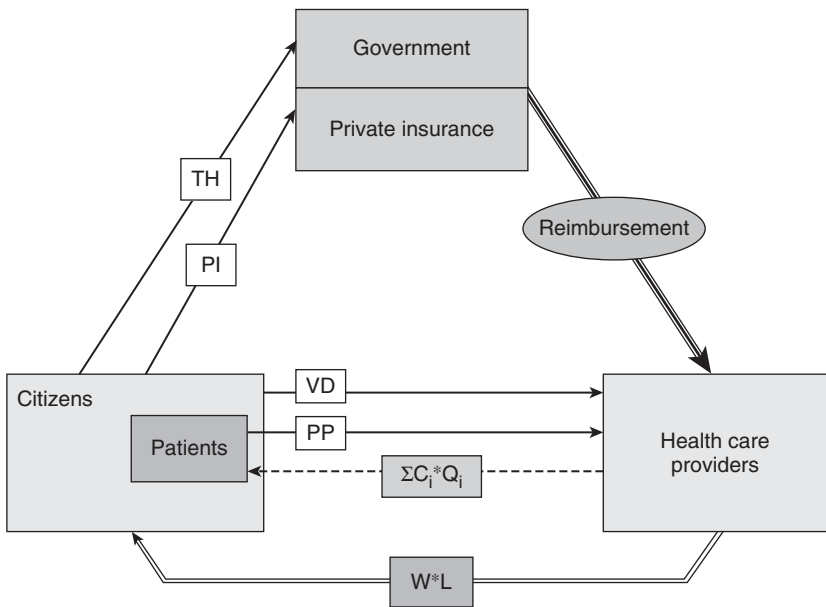 Government
Private insurance
TH
Reimbursement
PI
Citizens
VD
Patients
PP
Health care
providers
ΣCᵢ*Qᵢ
W*L